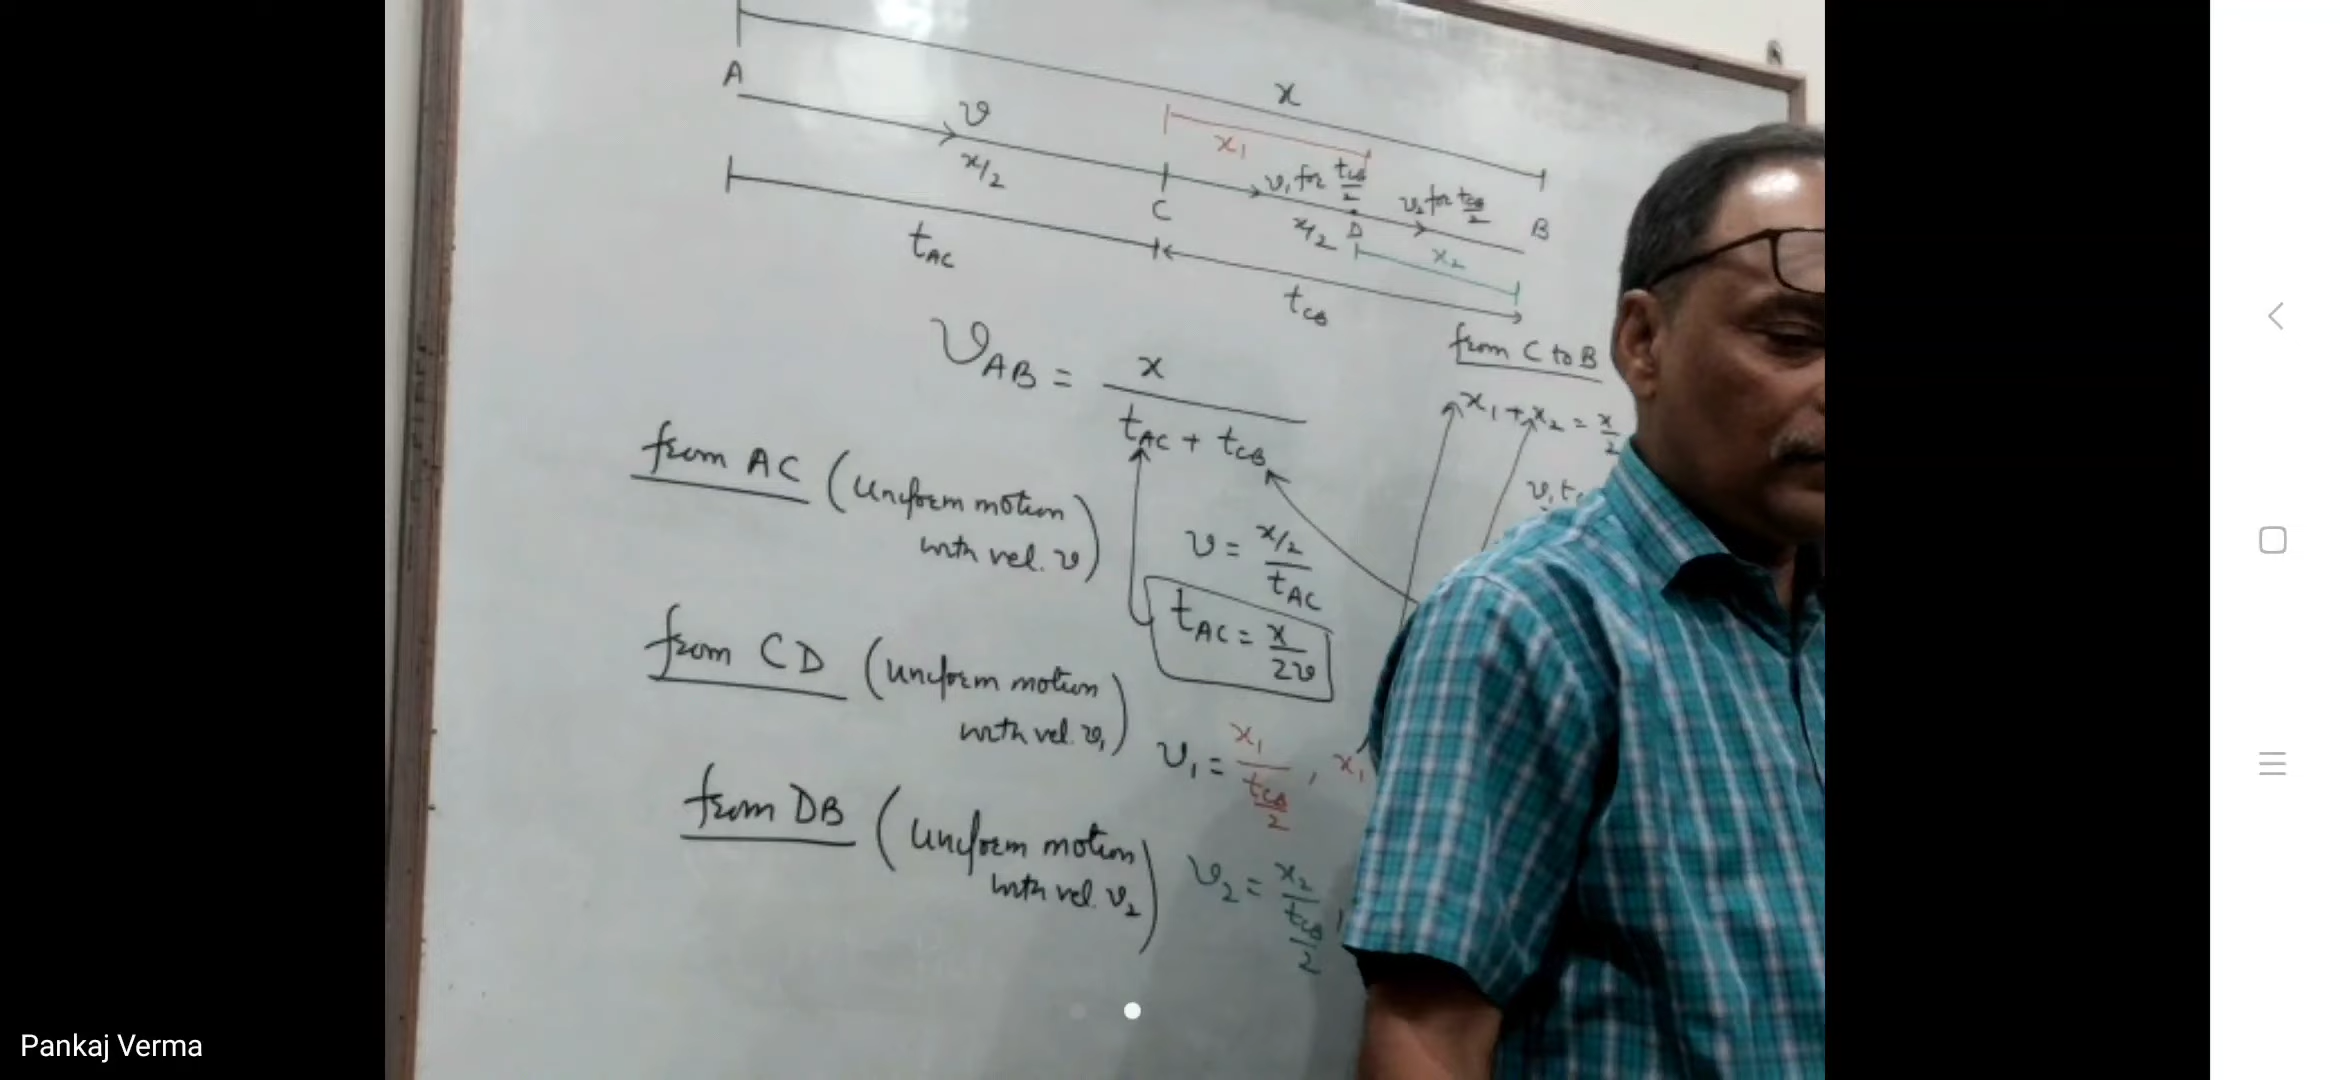 x
A
v
x/2
x₁
v₁ for t_CB/2
v₂ for t_CB/2
C
x/2
D
B
x₂
t_AC
t_CB
v_AB = x/(t_AC + t_CB)
from C to B
x₁ + x₂ = x/2
from AC (Uniform motion
with vel. v)
v = (x/2)/t_AC
t_AC = x/2v
from CD (uniform motion
with vel. v₁)
v₁ = x₁/(t_CB/2), x₁
from DB (uniform motion
with vel. v₂)
v₂ = x₂/(t_CB/2),
Pankaj Verma